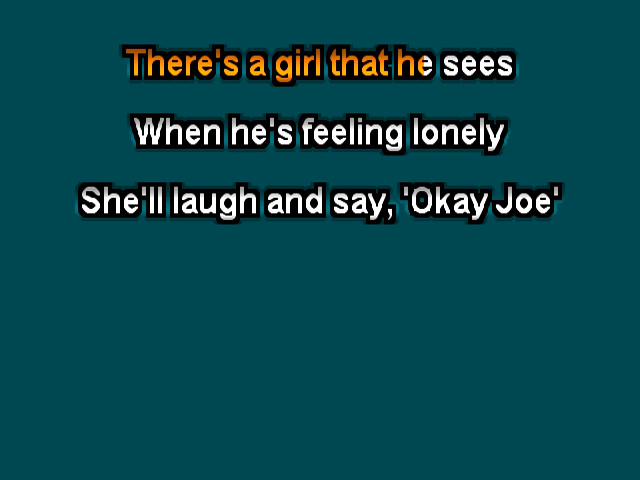 There's a girl that he sees
When he's feeling lonely
She'll laugh and say, 'Okay Joe'